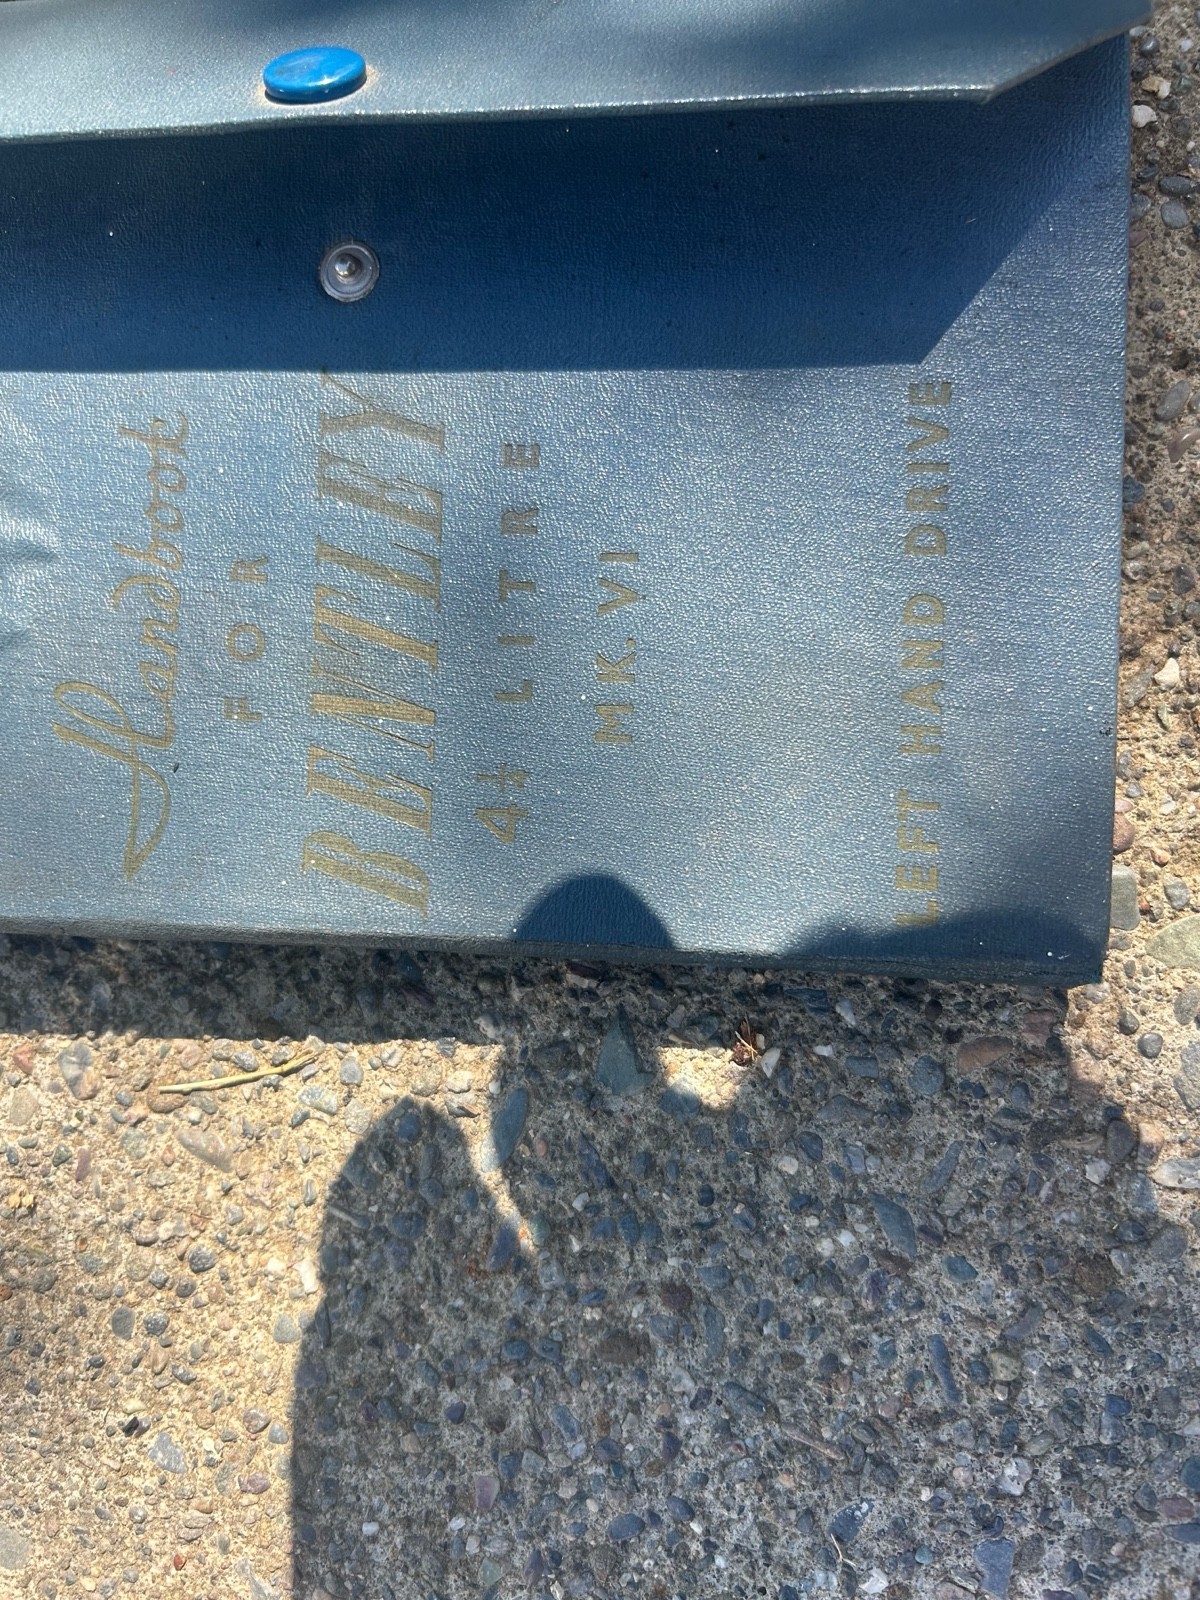 Handbook
FOR
BENTLEY
4½ LITRE
MK. VI
LEFT HAND DRIVE